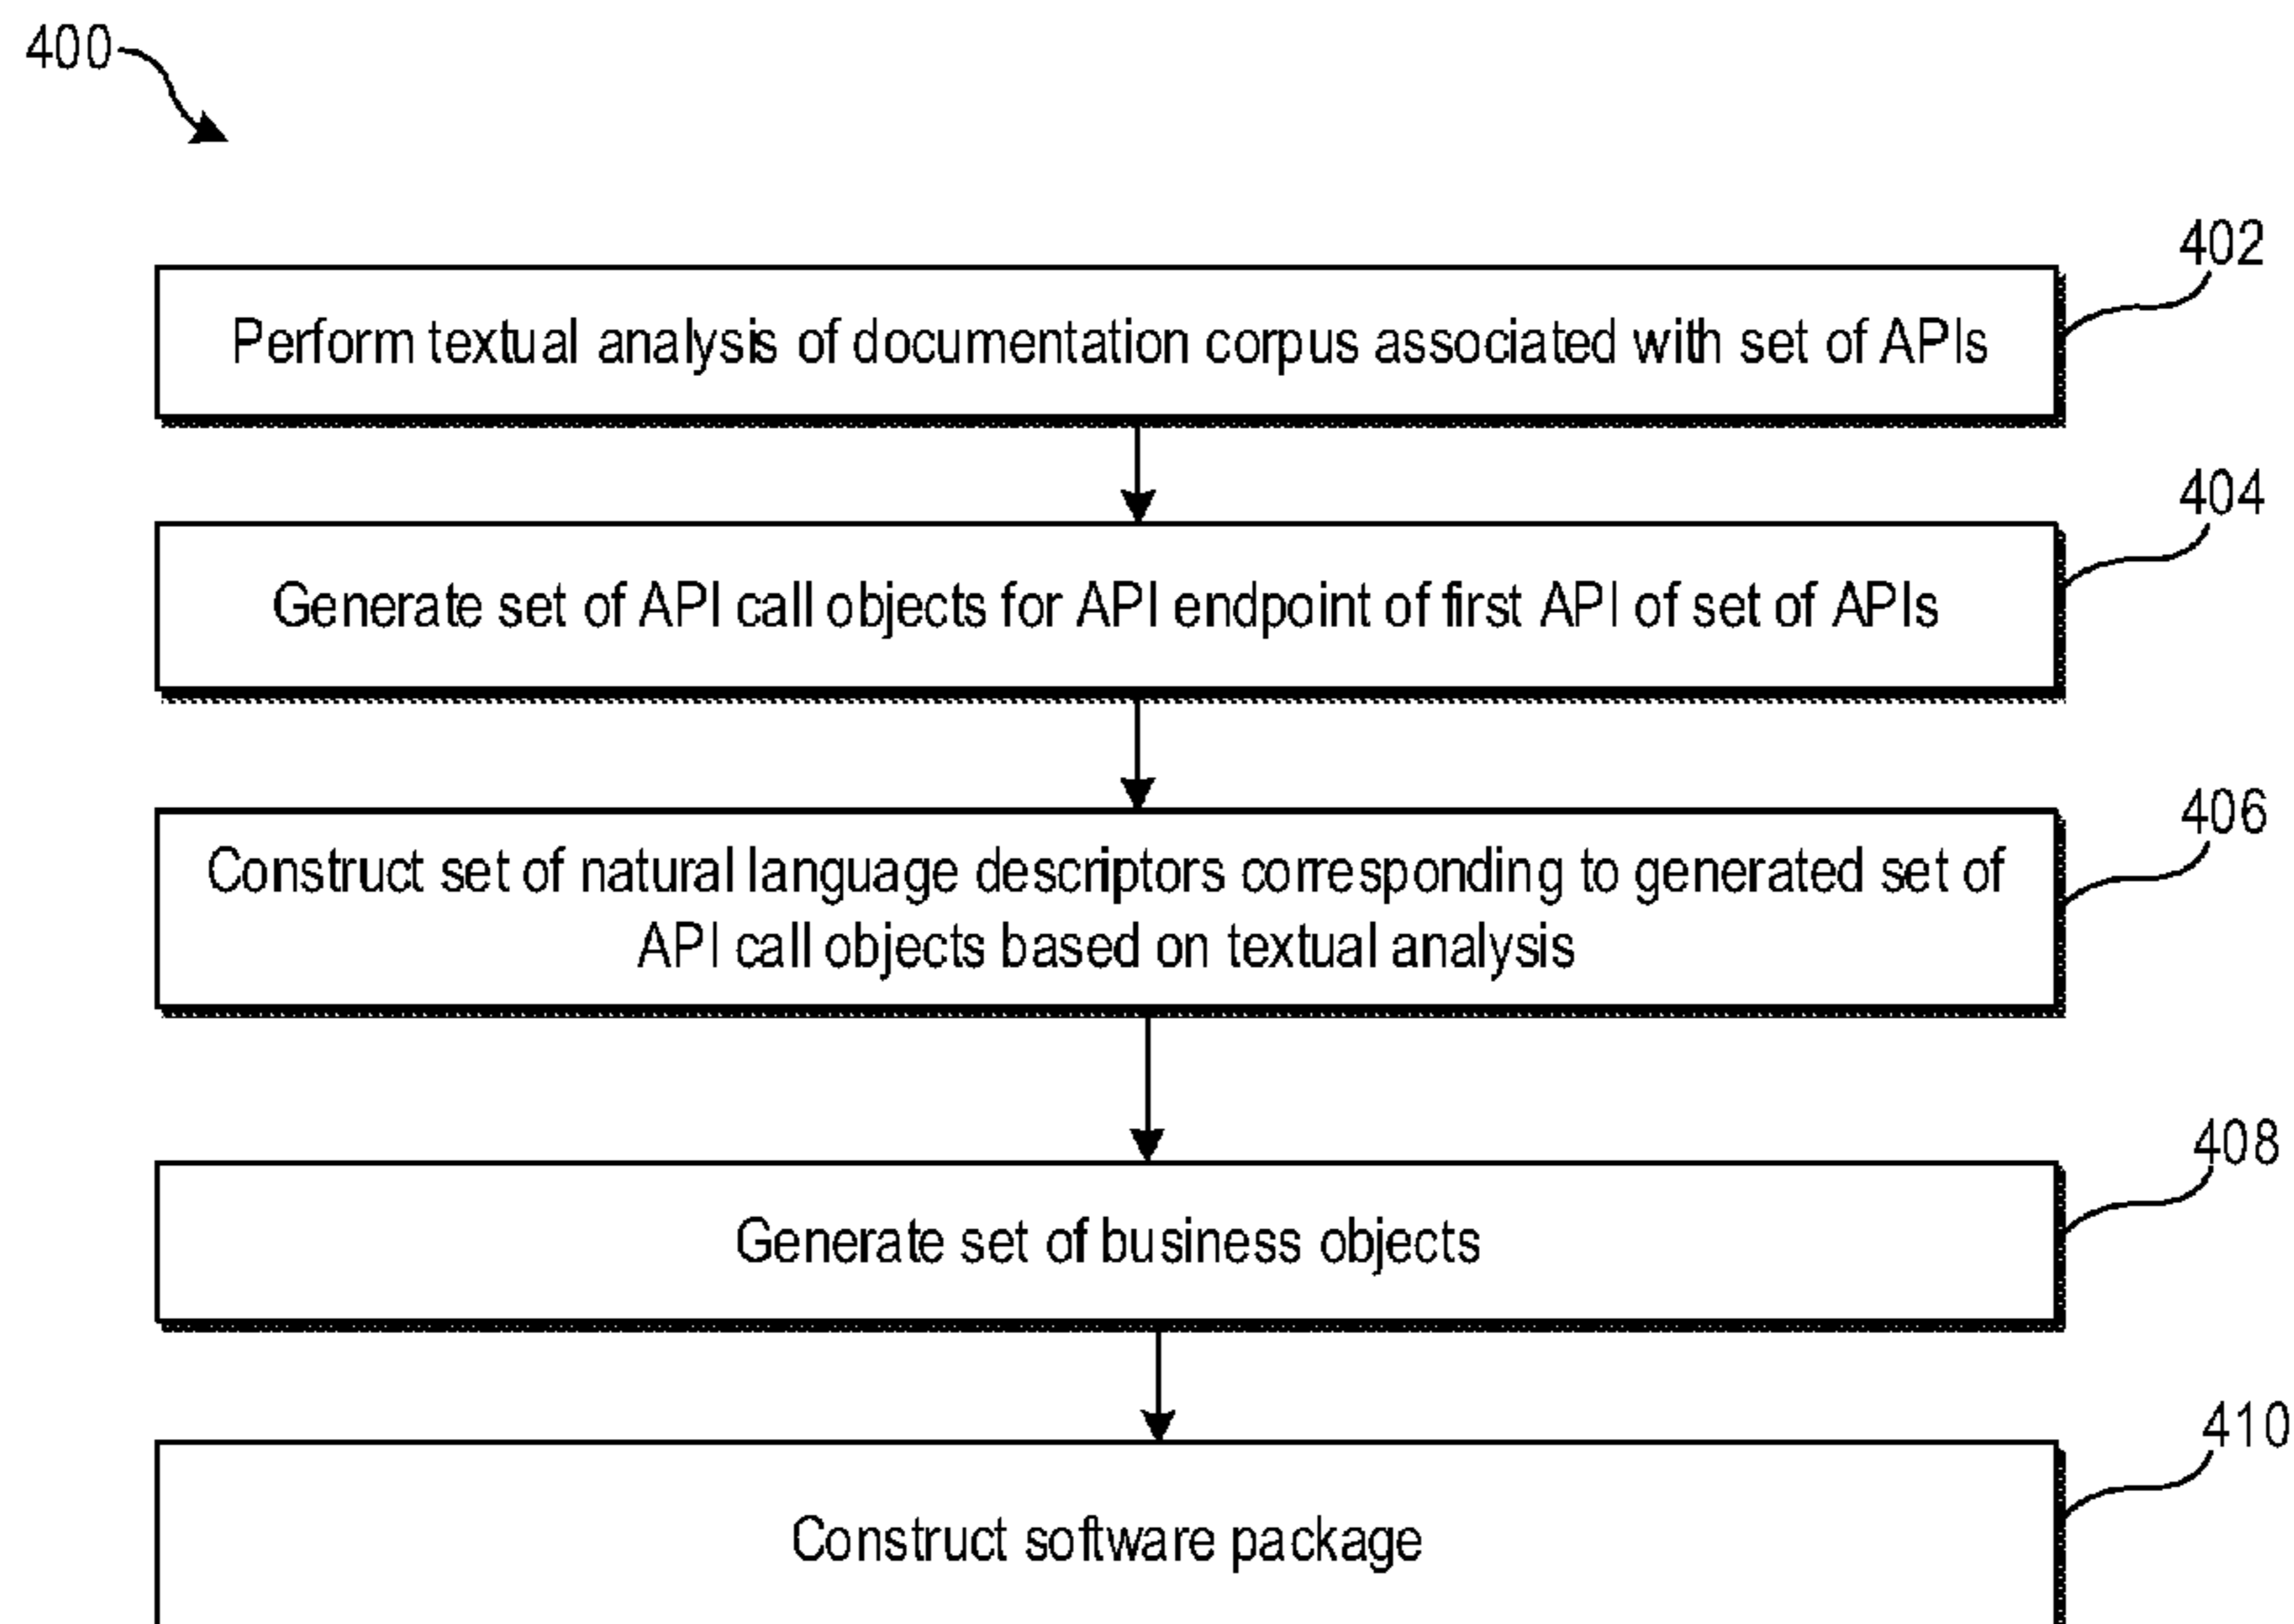 400
402
Perform textual analysis of documentation corpus associated with set of APIs
404
Generate set of API call objects for API endpoint of first API of set of APIs
406
Construct set of natural language descriptors corresponding to generated set of
API call objects based on textual analysis
408
Generate set of business objects
410
Construct software package